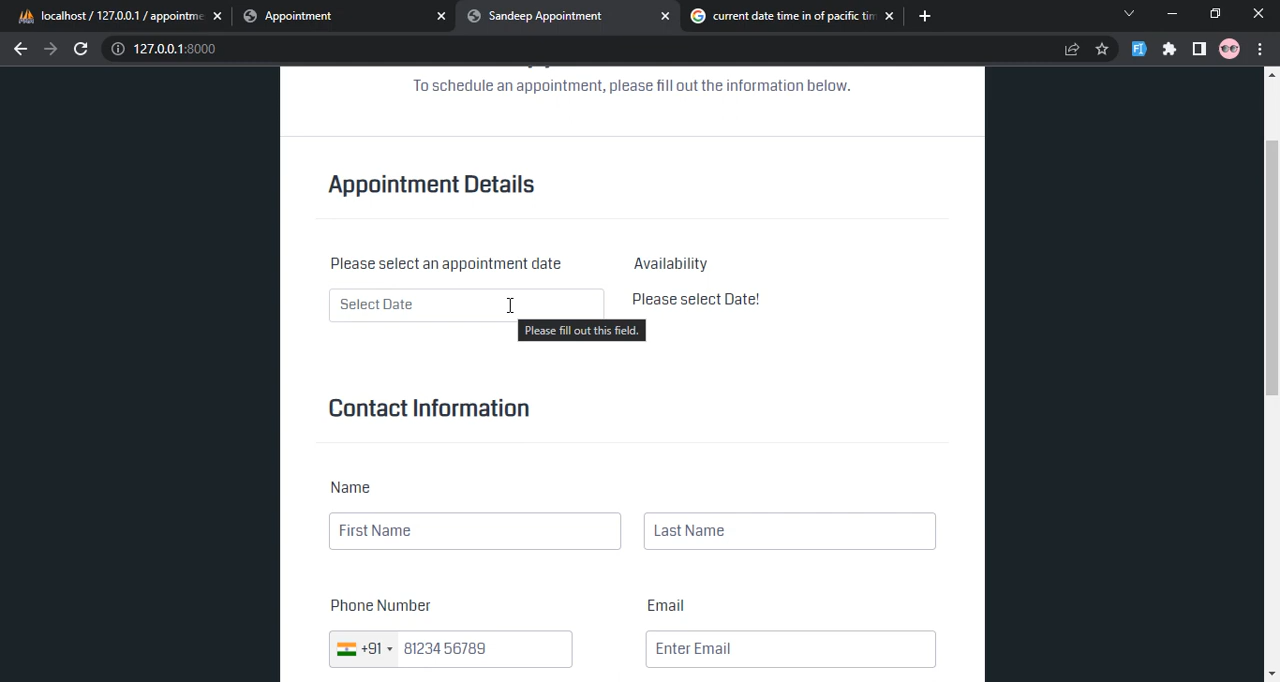 localhost / 127.0.0.1 / appointme
Appointment
Sandeep Appointment
current date time in of pacific tim
127.0.0.1:8000
To schedule an appointment, please fill out the information below.
Appointment Details
Please select an appointment date
Availability
Select Date
Please select Date!
Please fill out this field.
Contact Information
Name
First Name
Last Name
Phone Number
Email
+91
81234 56789
Enter Email